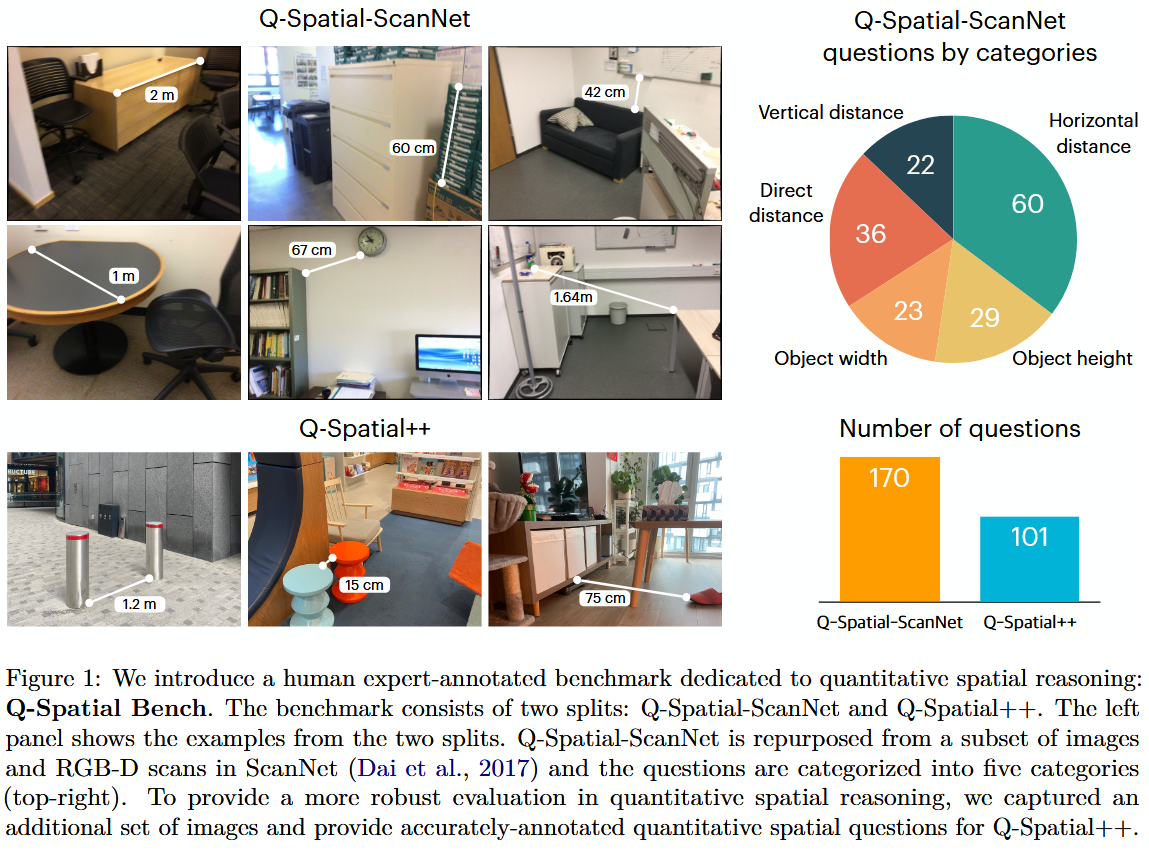 Q-Spatial-ScanNet
2 m
60 cm
42 cm
1 m
67 cm
1.64m
Q-Spatial++
RUCTURE
1.2 m
15 cm
75 cm
Q-Spatial-ScanNet
questions by categories
Vertical distance
Horizontal
distance
Direct
distance
Object width
Object height
22
60
36
23
29
Number of questions
170
101
Q-Spatial-ScanNet
Q-Spatial++
Figure 1: We introduce a human expert-annotated benchmark dedicated to quantitative spatial reasoning:
Q-Spatial Bench. The benchmark consists of two splits: Q-Spatial-ScanNet and Q-Spatial++. The left
panel shows the examples from the two splits. Q-Spatial-ScanNet is repurposed from a subset of images
and RGB-D scans in ScanNet (Dai et al., 2017) and the questions are categorized into five categories
(top-right). To provide a more robust evaluation in quantitative spatial reasoning, we captured an
additional set of images and provide accurately-annotated quantitative spatial questions for Q-Spatial++.